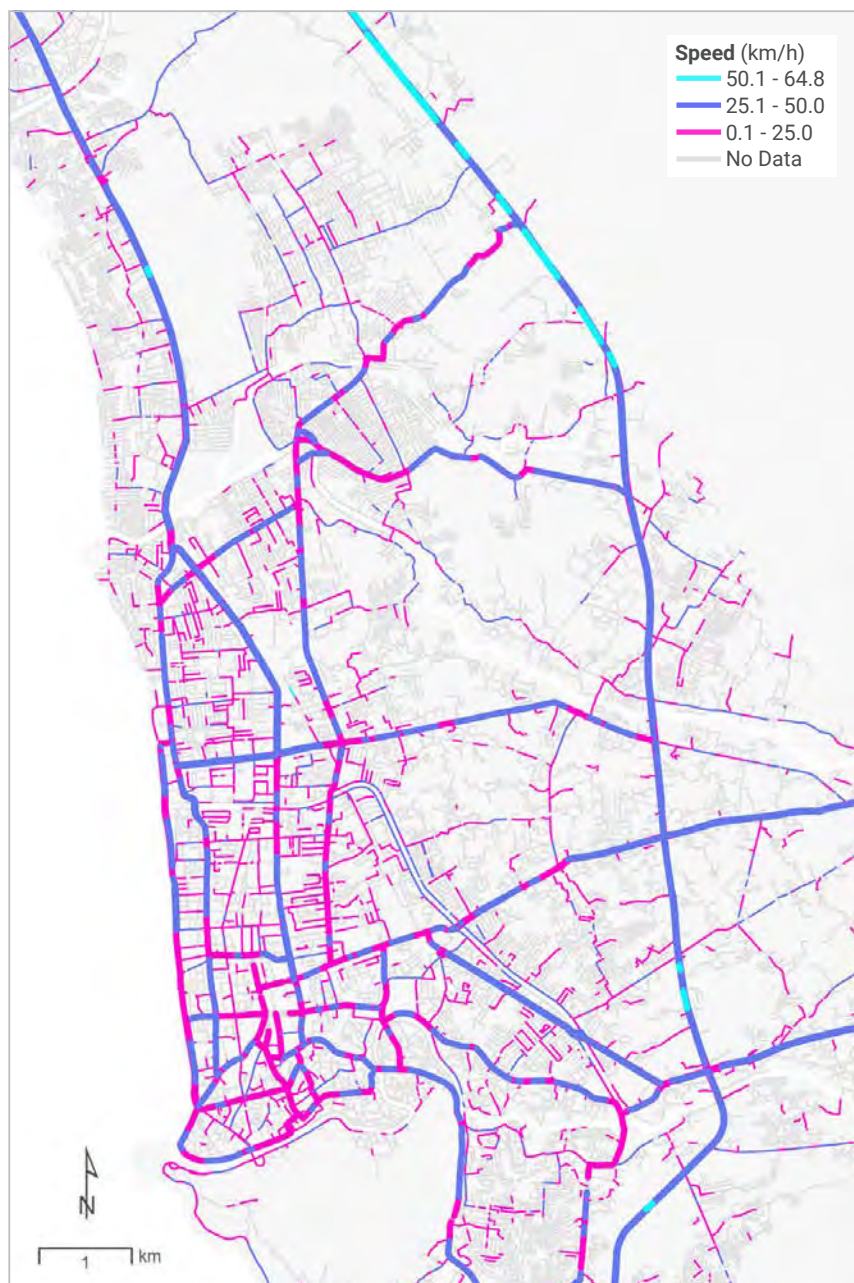 Speed (km/h)
50.1 - 64.8
25.1 - 50.0
0.1 - 25.0
No Data
N
1 km